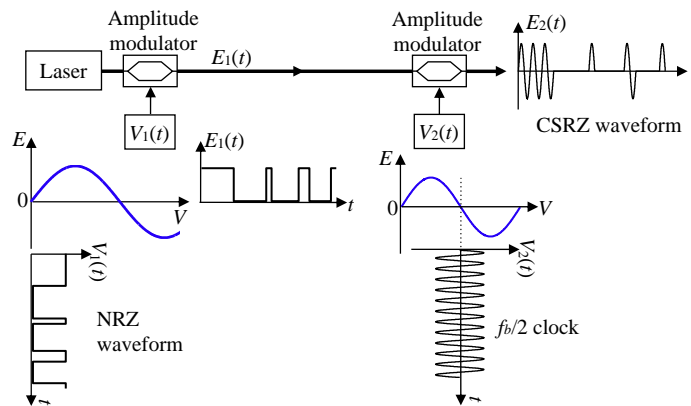 Amplitude
modulator
Amplitude
modulator
E₂(t)
Laser
E₁(t)
t
V₁(t)
V₂(t)
CSRZ waveform
E
E₁(t)
E
0
V
t
0
V
V₁(t)
V₂(t)
NRZ
waveform
f_b/2 clock
t
t